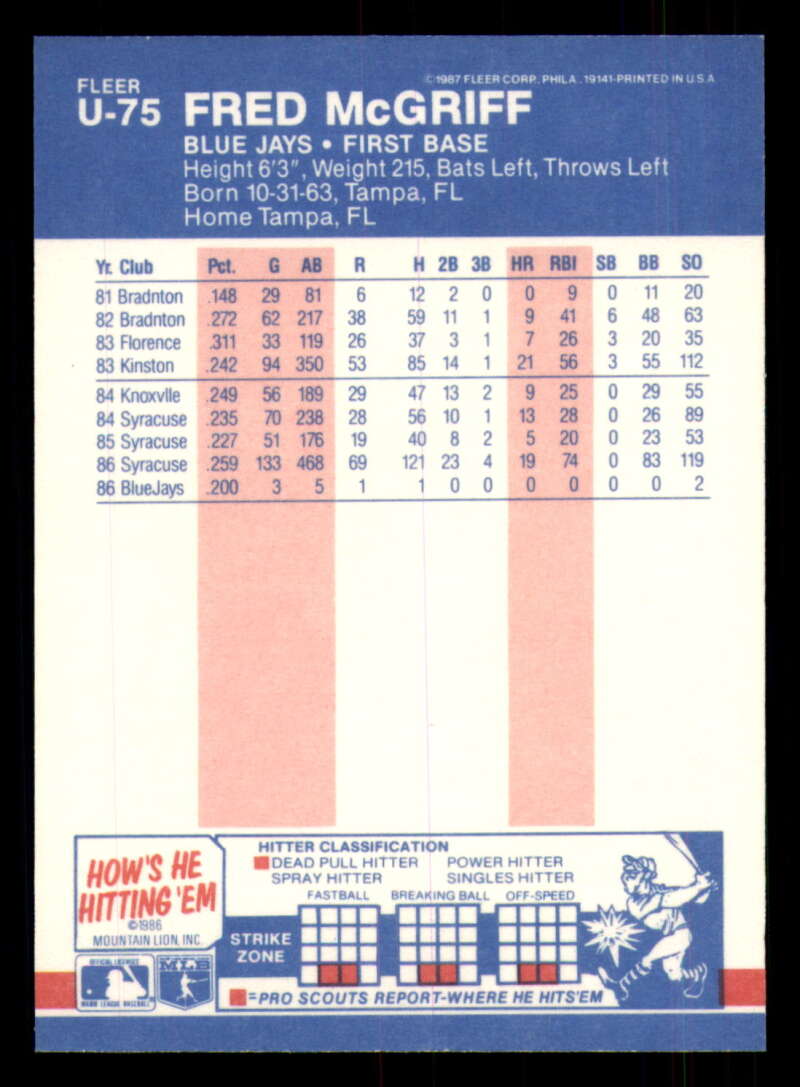 FLEER
©1987 FLEER CORP. PHILA. 19141-PRINTED IN U.S.A
U-75 FRED McGRIFF
BLUE JAYS • FIRST BASE
Height 6'3", Weight 215, Bats Left, Throws Left
Born 10-31-63, Tampa, FL
Home Tampa, FL
Yr. Club Pct. G AB R H 2B 3B HR RBI SB BB SO
81 Bradnton .148 29 81 6 12 2 0 0 9 0 11 20
82 Bradnton .272 62 217 38 59 11 1 9 41 6 48 63
83 Florence .311 33 119 26 37 3 1 7 26 3 20 35
83 Kinston .242 94 350 53 85 14 1 21 56 3 55 112
84 Knoxvlle .249 56 189 29 47 13 2 9 25 0 29 55
84 Syracuse .235 70 238 28 56 10 1 13 28 0 26 89
85 Syracuse .227 51 176 19 40 8 2 5 20 0 23 53
86 Syracuse .259 133 468 69 121 23 4 19 74 0 83 119
86 BlueJays .200 3 5 1 1 0 0 0 0 0 0 2
HOW'S HE
HITTING 'EM
©1986
MOUNTAIN LION, INC.
HITTER CLASSIFICATION
DEAD PULL HITTER POWER HITTER
SPRAY HITTER SINGLES HITTER
FASTBALL BREAKING BALL OFF-SPEED
STRIKE
ZONE
=PRO SCOUTS REPORT-WHERE HE HITS'EM
OFFICIAL LICENSEE
MAJOR LEAGUE BASEBALL
MLB